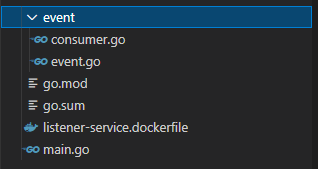 event
consumer.go
event.go
go.mod
go.sum
listener-service.dockerfile
main.go